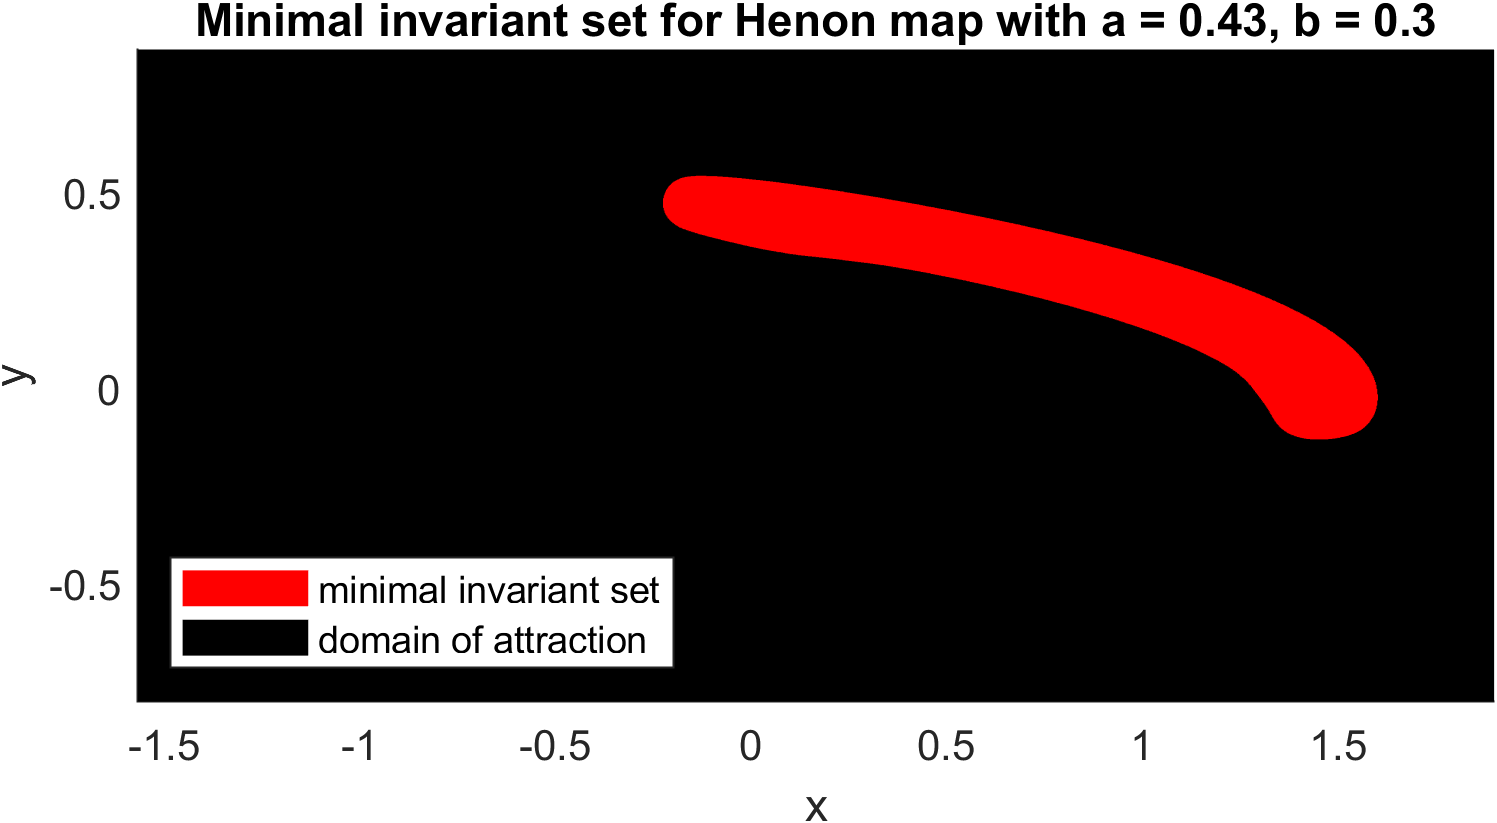 Minimal invariant set for Henon map with a = 0.43, b = 0.3
0.5
0
-0.5
y
minimal invariant set
domain of attraction
-1.5 -1 -0.5 0 0.5 1 1.5
x